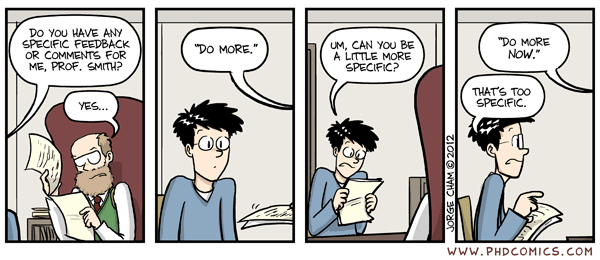 DO YOU HAVE ANY
SPECIFIC FEEDBACK
OR COMMENTS FOR
ME, PROF. SMITH?
YES...
"DO MORE."
UM, CAN YOU BE
A LITTLE MORE
SPECIFIC?
"DO MORE
NOW."
THAT'S TOO
SPECIFIC.
JORGE CHAM © 2012
WWW.PHDCOMICS.COM